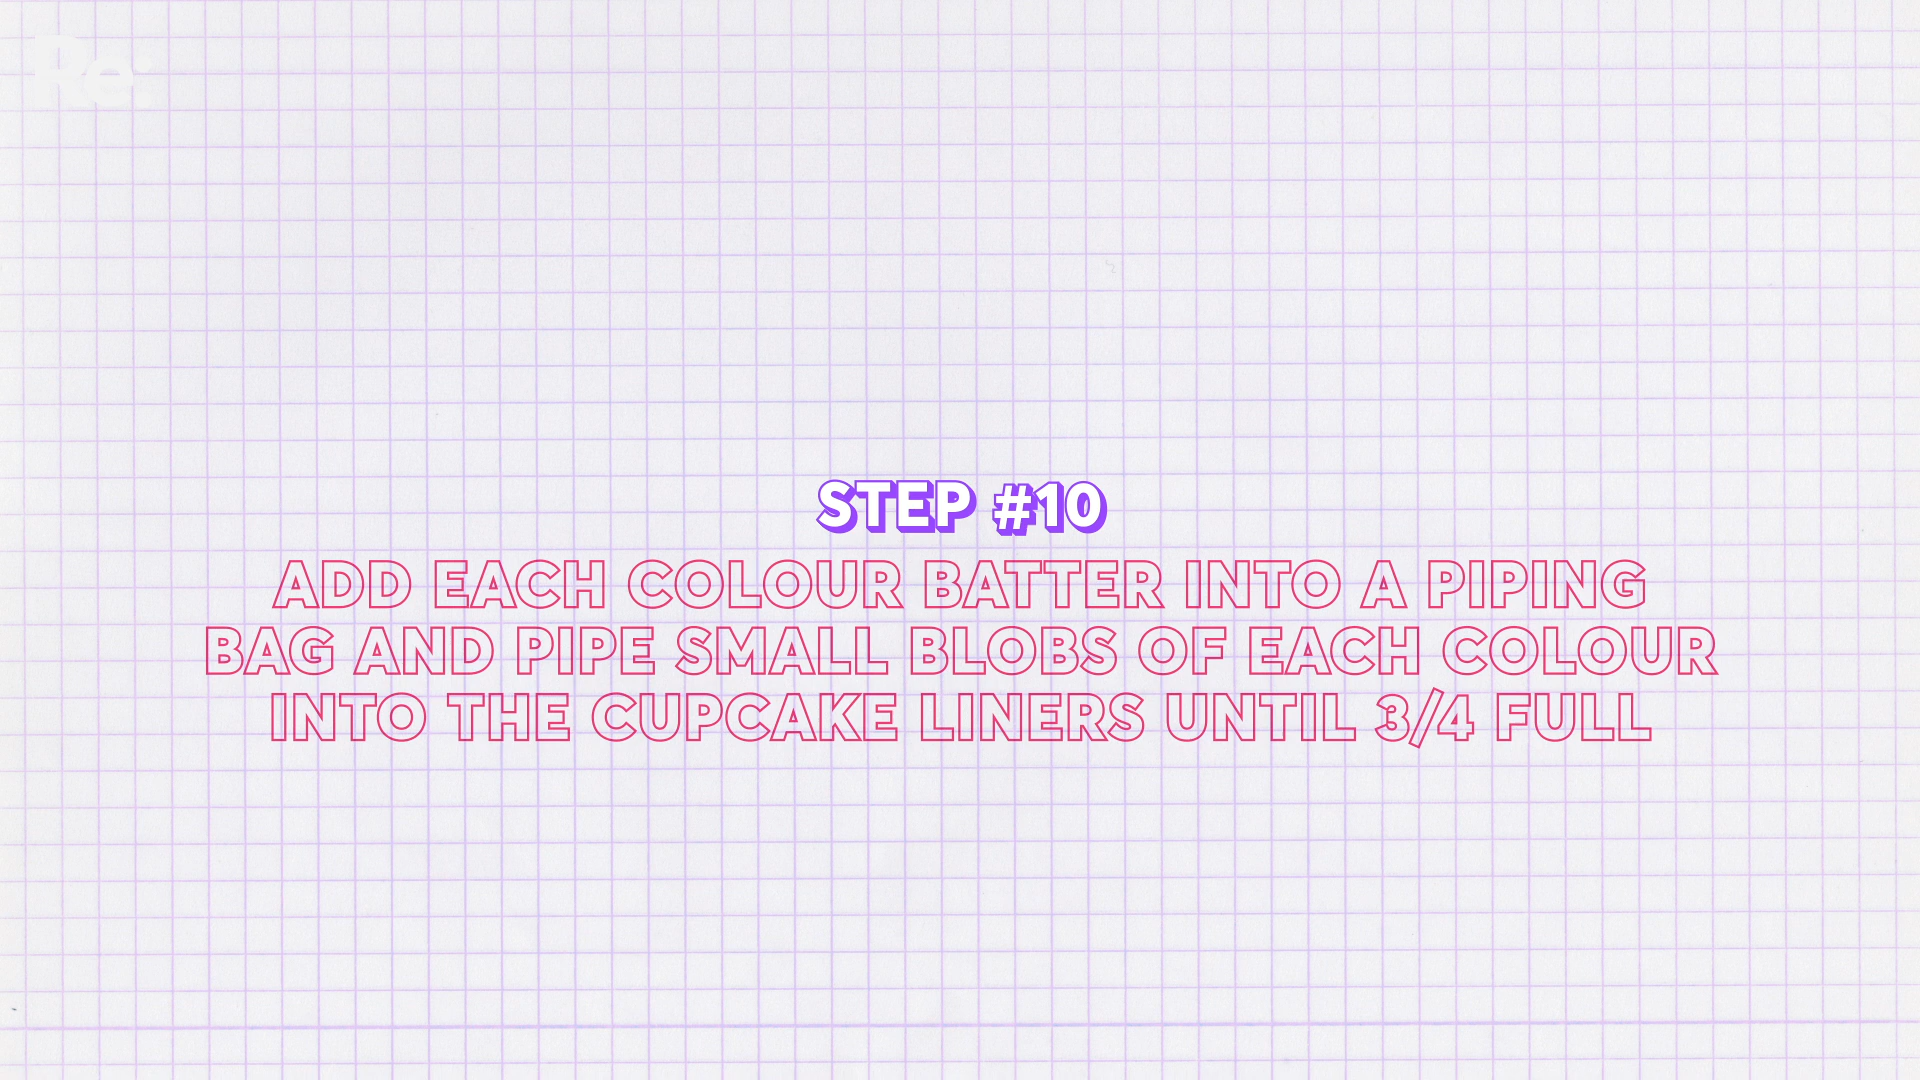 Re:
STEP #10
ADD EACH COLOUR BATTER INTO A PIPING
BAG AND PIPE SMALL BLOBS OF EACH COLOUR
INTO THE CUPCAKE LINERS UNTIL 3/4 FULL